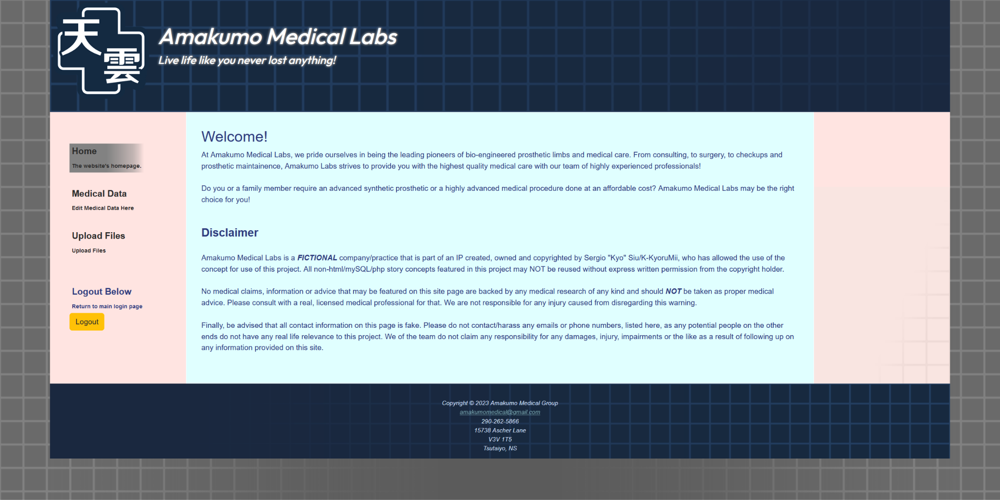 天雲
Amakumo Medical Labs
Live life like you never lost anything!
Home
The website's homepage.
Medical Data
Edit Medical Data Here
Upload Files
Upload Files
Logout Below
Return to main login page
Logout
Welcome!
At Amakumo Medical Labs, we pride ourselves in being the leading pioneers of bio-engineered prosthetic limbs and medical care. From consulting, to surgery, to checkups and
prosthetic maintainence, Amakumo Labs strives to provide you with the highest quality medical care with our team of highly experienced professionals!
Do you or a family member require an advanced synthetic prosthetic or a highly advanced medical procedure done at an affordable cost? Amakumo Medical Labs may be the right
choice for you!
Disclaimer
Amakumo Medical Labs is a FICTIONAL company/practice that is part of an IP created, owned and copyrighted by Sergio "Kyo" Siu/K-KyoruMii, who has allowed the use of the
concept for use of this project. All non-html/mySQL/php story concepts featured in this project may NOT be reused without express written permission from the copyright holder.
No medical claims, information or advice that may be featured on this site page are backed by any medical research of any kind and should NOT be taken as proper medical
advice. Please consult with a real, licensed medical professional for that. We are not responsible for any injury caused from disregarding this warning.
Finally, be advised that all contact information on this page is fake. Please do not contact/harass any emails or phone numbers, listed here, as any potential people on the other
ends do not have any real life relevance to this project. We of the team do not claim any responsibility for any damages, injury, impairments or the like as a result of following up on
any information provided on this site.
Copyright © 2023 Amakumo Medical Group
amakumomedical@gmail.com
290-262-5866
15738 Ascher Lane
V3V 1T5
Tsutaiyo, NS